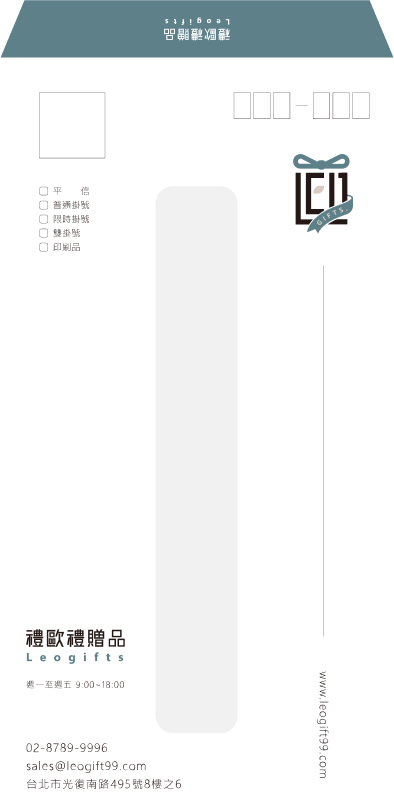 禮歐禮贈品
Leogifts
平 信
普通掛號
限時掛號
雙掛號
印刷品
LEO
GIFTS.
禮歐禮贈品
Leogifts
週一至週五 9:00~18:00
02-8789-9996
sales@leogift99.com
台北市光復南路495號8樓之6
www.leogift99.com